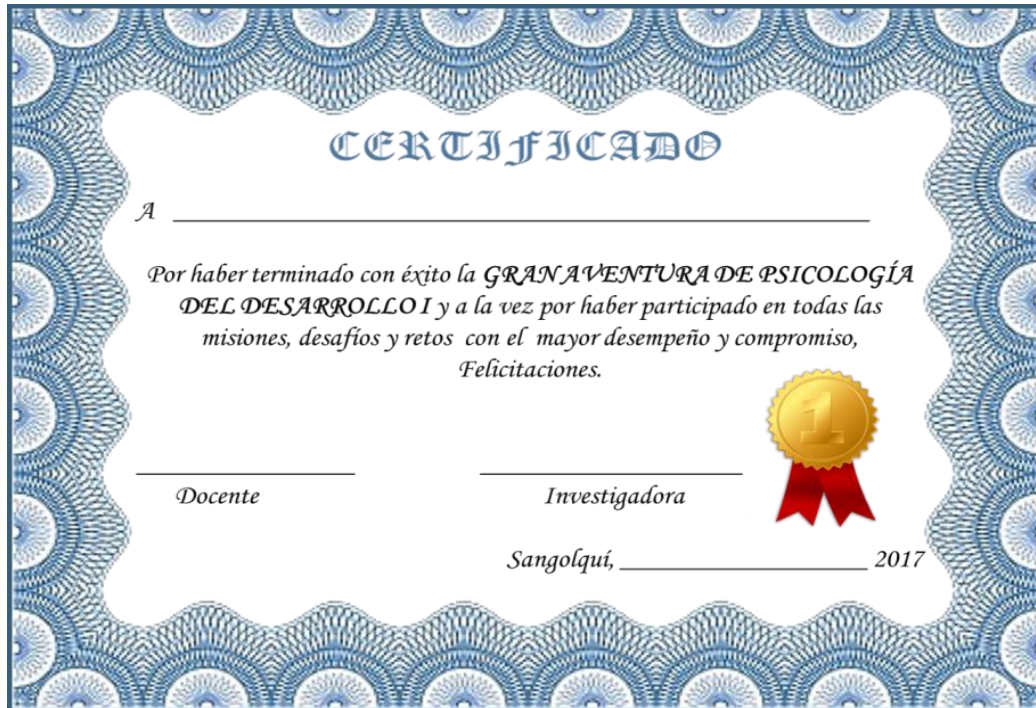 CERTIFICADO
A
Por haber terminado con éxito la GRAN AVENTURA DE PSICOLOGÍA
DEL DESARROLLO I y a la vez por haber participado en todas las
misiones, desafíos y retos con el mayor desempeño y compromiso,
Felicitaciones.
1
Docente
Investigadora
Sangolquí, ____________________ 2017